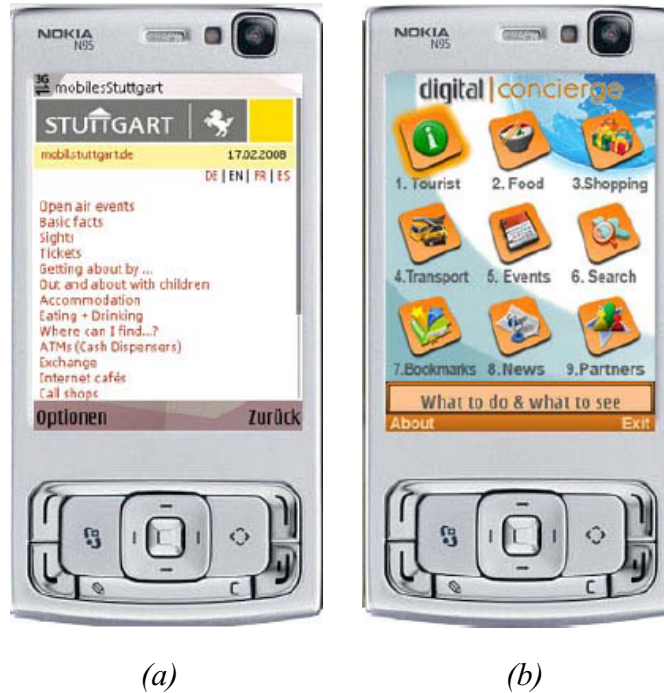 NOKIA
N95
3G
mobilesStuttgart
STUTTGART
mobil.stuttgart.de 17.02.2008
DE | EN | FR | ES
Open air events
Basic facts
Sights
Tickets
Getting about by ...
Out and about with children
Accommodation
Eating + Drinking
Where can I find...?
ATMs (Cash Dispensers)
Exchange
Internet cafés
Call shops
Optionen Zurück
C
(a)
NOKIA
N95
digital | concierge
1. Tourist 2. Food 3.Shopping
4.Transport 5. Events 6. Search
7.Bookmarks 8.News 9.Partners
What to do & what to see
About Exit
C
(b)